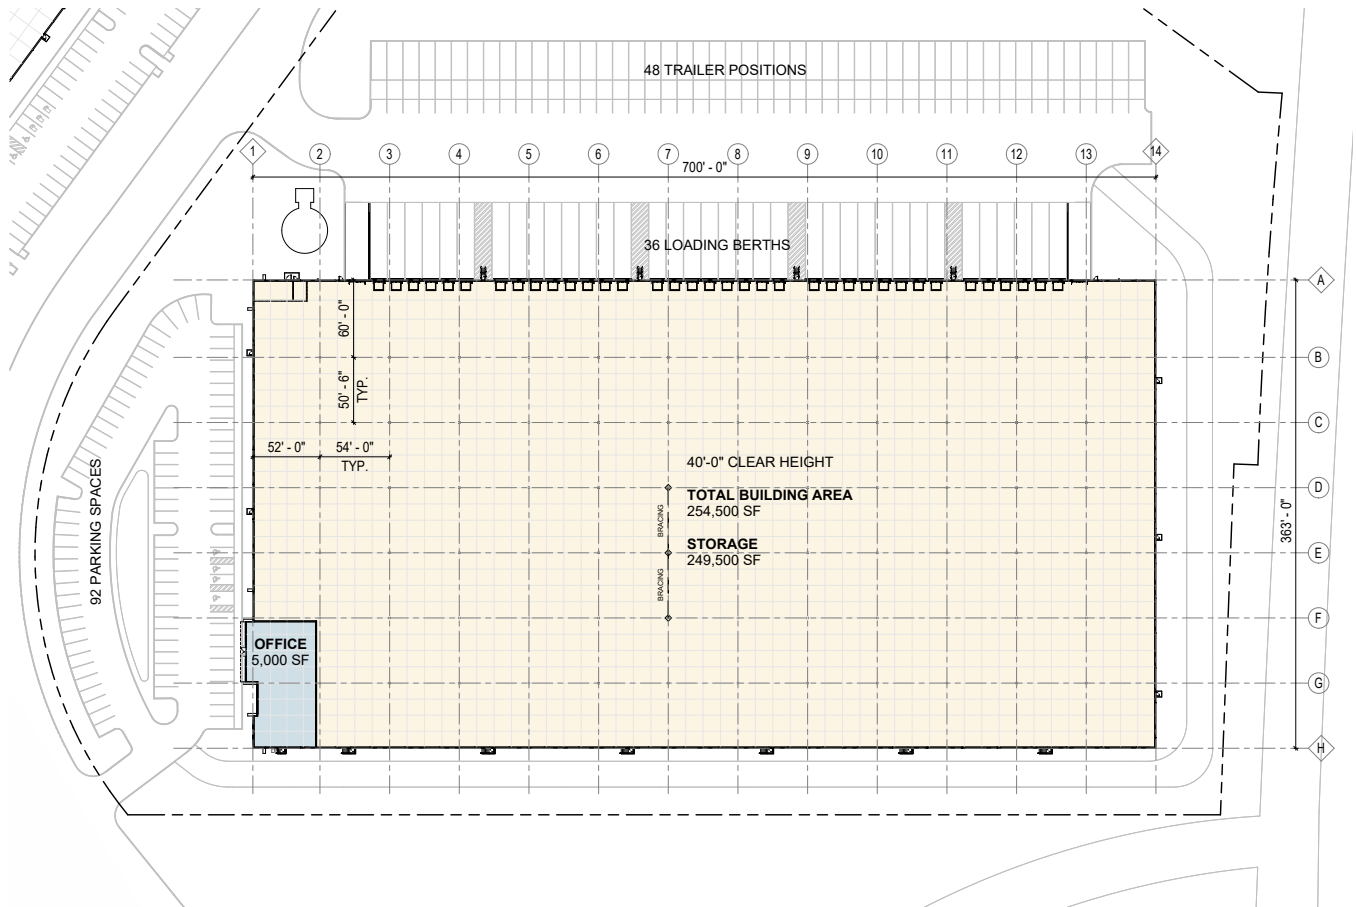 48 TRAILER POSITIONS
1
2
3
4
5
6
7
8
9
10
11
12
13
14
700' - 0"
36 LOADING BERTHS
A
60' - 0"
B
50' - 6"
TYP.
C
52' - 0"
54' - 0"
TYP.
40'-0" CLEAR HEIGHT
D
TOTAL BUILDING AREA
254,500 SF
BRACING
363' - 0"
STORAGE
249,500 SF
E
92 PARKING SPACES
BRACING
F
OFFICE
5,000 SF
G
H